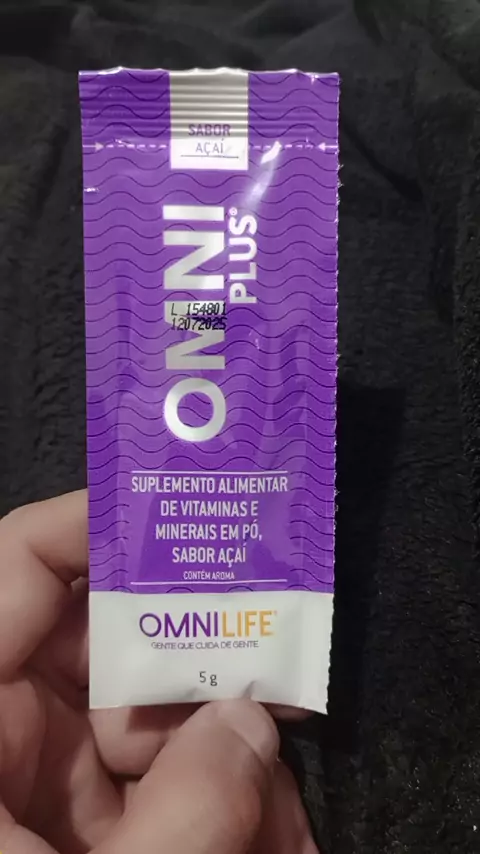 SABOR
AÇAÍ
OMNI
PLUS®
L 154801
12072025
SUPLEMENTO ALIMENTAR
DE VITAMINAS E
MINERAIS EM PÓ,
SABOR AÇAÍ
CONTÉM AROMA
OMNILIFE®
GENTE QUE CUIDA DE GENTE
5 g